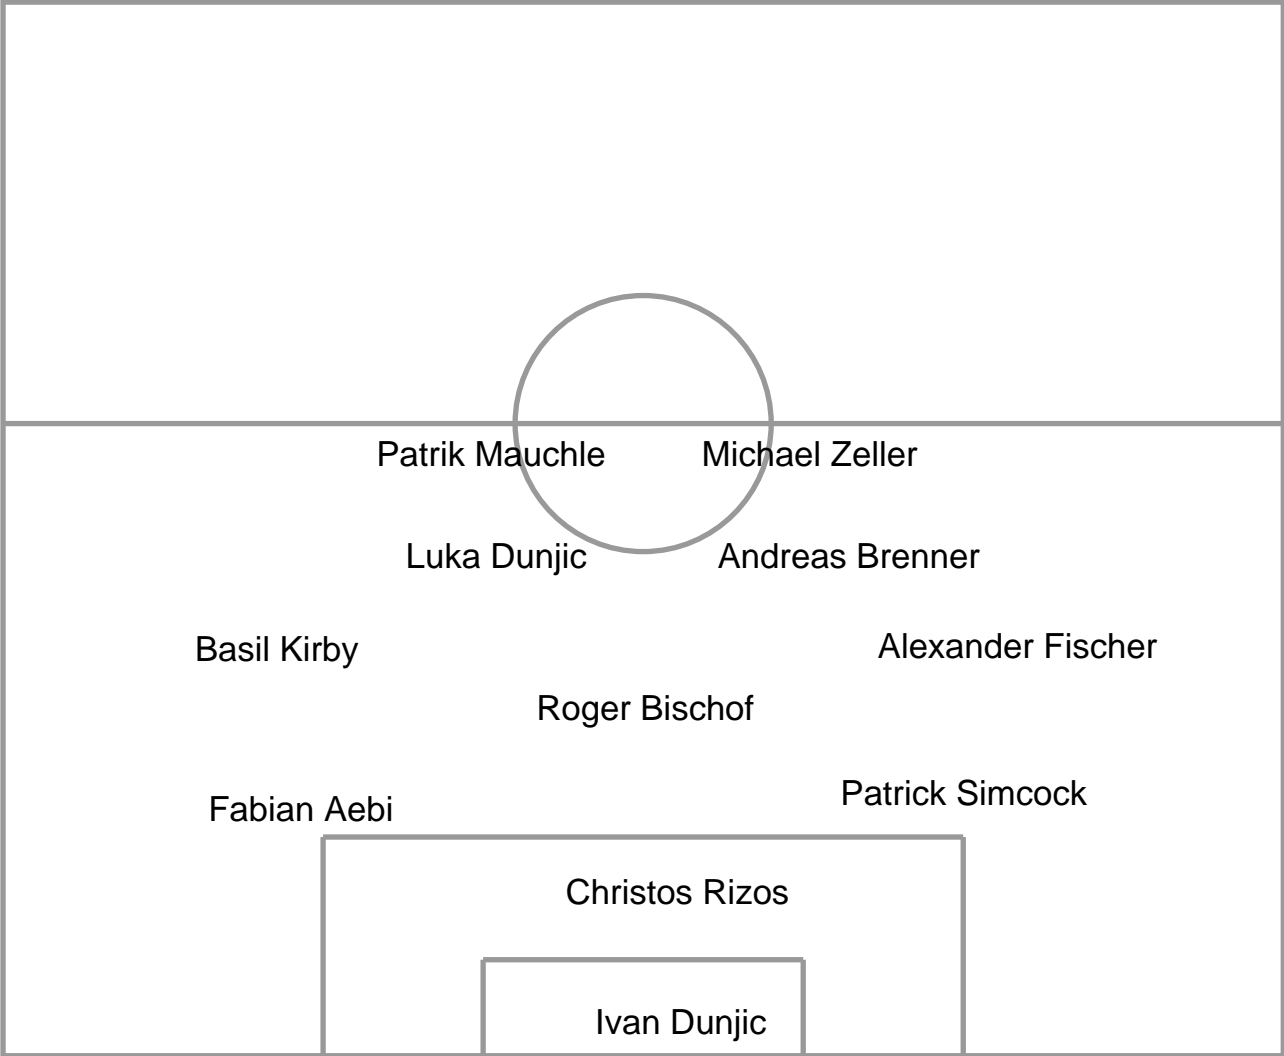 Patrik Mauchle
Michael Zeller
Luka Dunjic
Andreas Brenner
Basil Kirby
Alexander Fischer
Roger Bischof
Fabian Aebi
Patrick Simcock
Christos Rizos
Ivan Dunjic